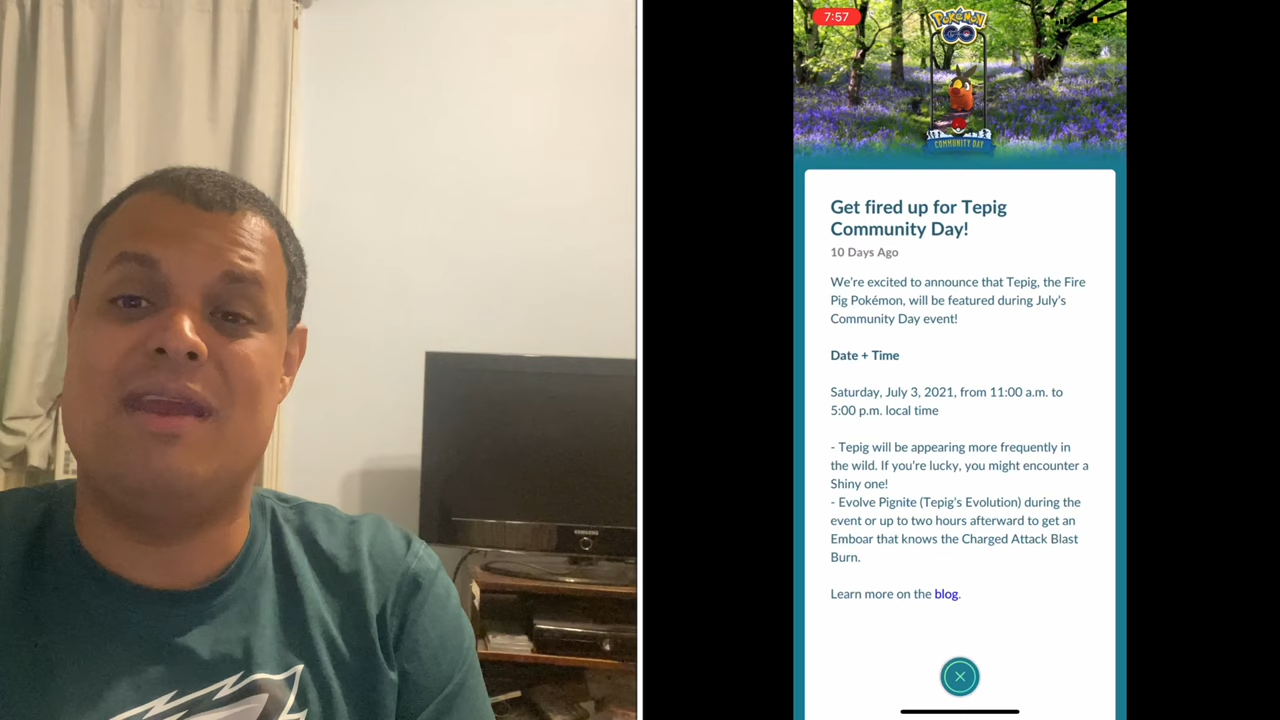 SAMSUNG
7:57
POKÉMON
GO
COMMUNITY DAY
Get fired up for Tepig
Community Day!
10 Days Ago
We're excited to announce that Tepig, the Fire
Pig Pokémon, will be featured during July's
Community Day event!
Date + Time
Saturday, July 3, 2021, from 11:00 a.m. to
5:00 p.m. local time
- Tepig will be appearing more frequently in
the wild. If you're lucky, you might encounter a
Shiny one!
- Evolve Pignite (Tepig's Evolution) during the
event or up to two hours afterward to get an
Emboar that knows the Charged Attack Blast
Burn.
Learn more on the blog.